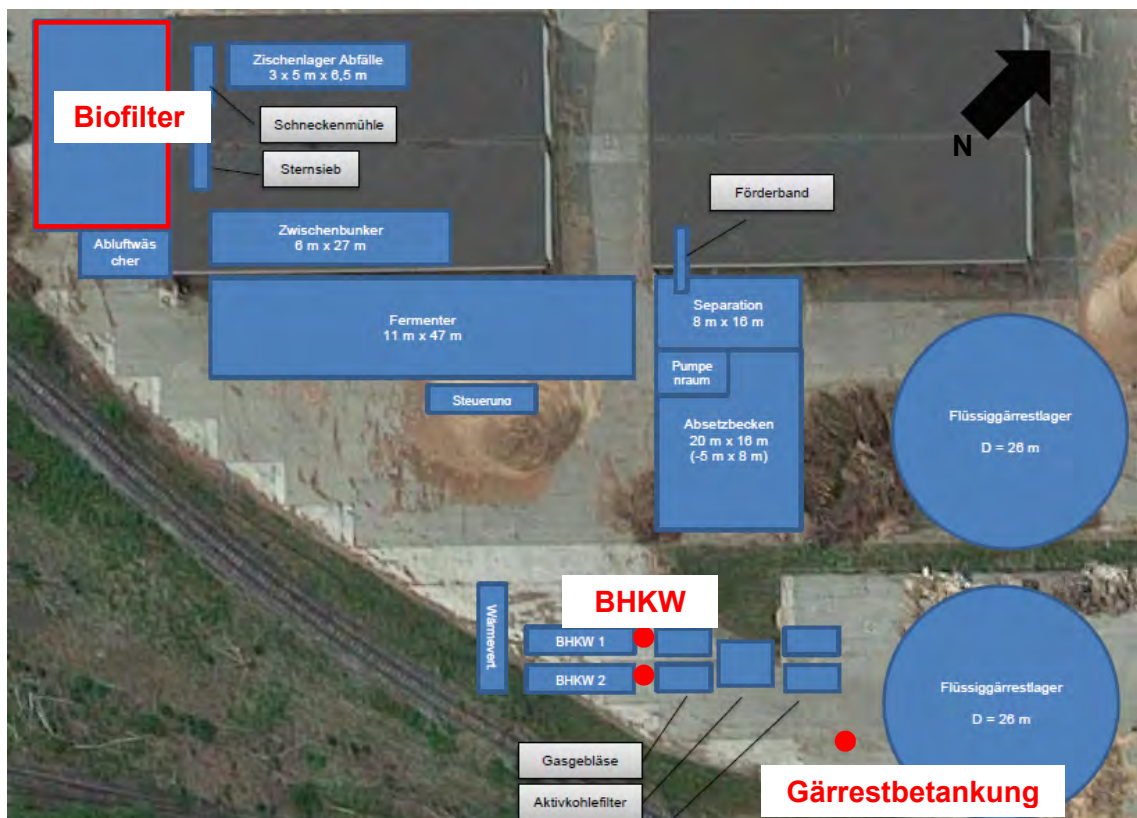 Zischenlager Abfälle
3 x 5 m x 6,5 m
Biofilter
Schneckenmühle
N
Sternsieb
Förderband
Zwischenbunker
6 m x 27 m
Abluftwäs
cher
Separation
8 m x 16 m
Fermenter
11 m x 47 m
Pumpe
nraum
Steuerung
Absetzbecken
20 m x 16 m
(-5 m x 8 m)
Flüssiggärrestlager
D = 26 m
BHKW
Wärmevert.
BHKW 1
BHKW 2
Flüssiggärrestlager
D = 26 m
Gasgebläse
Gärrestbetankung
Aktivkohlefilter